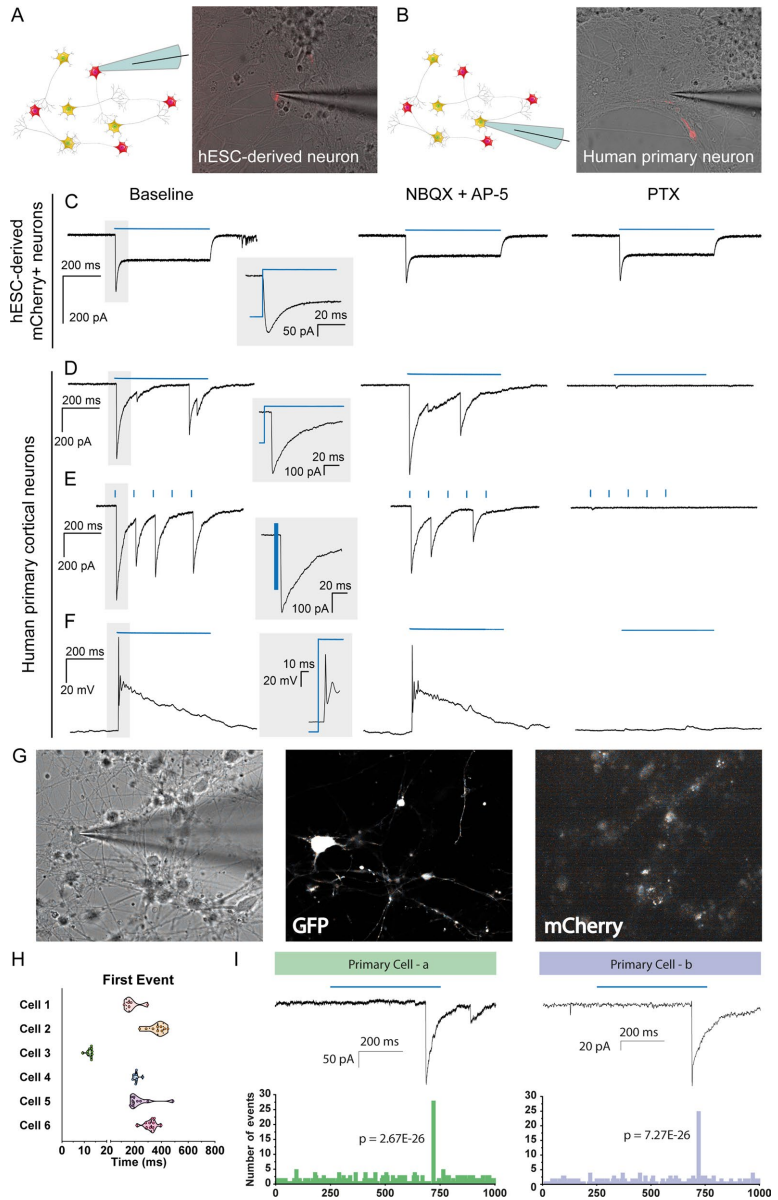 A
B
hESC-derived neuron
Human primary neuron
Baseline
NBQX + AP-5
PTX
C
hESC-derived
mCherry+ neurons
200 ms
200 pA
20 ms
50 pA
Human primary cortical neurons
D
200 ms
200 pA
20 ms
100 pA
E
200 ms
200 pA
20 ms
100 pA
F
200 ms
20 mV
10 ms
20 mV
G
GFP
mCherry
H
First Event
Cell 1
Cell 2
Cell 3
Cell 4
Cell 5
Cell 6
0 10 20 200 400 600 800
Time (ms)
I
Primary Cell - a
200 ms
50 pA
Number of events
30
25
20
15
10
5
0
p = 2.67E-26
0 250 500 750 1000
Primary Cell - b
200 ms
20 pA
30
25
20
15
10
5
0
p = 7.27E-26
0 250 500 750 1000